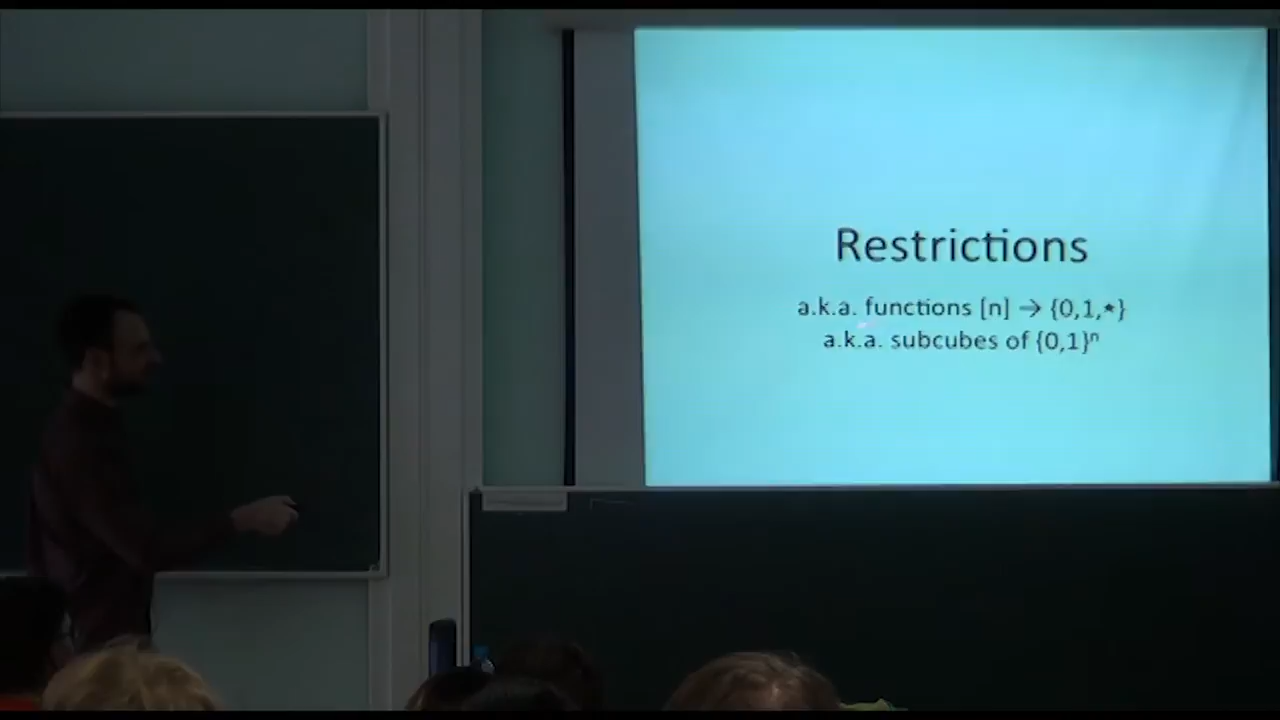 Restrictions
a.k.a. functions [n] → {0,1,⋆}
a.k.a. subcubes of {0,1}ⁿ